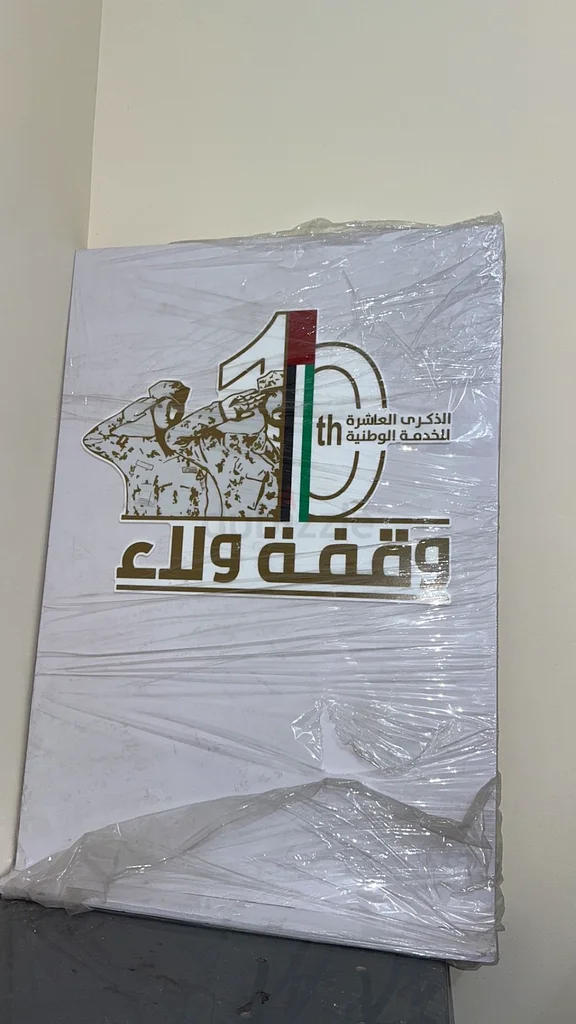 10th
الذكرى العاشرة
للخدمة الوطنية
وقفة ولاء